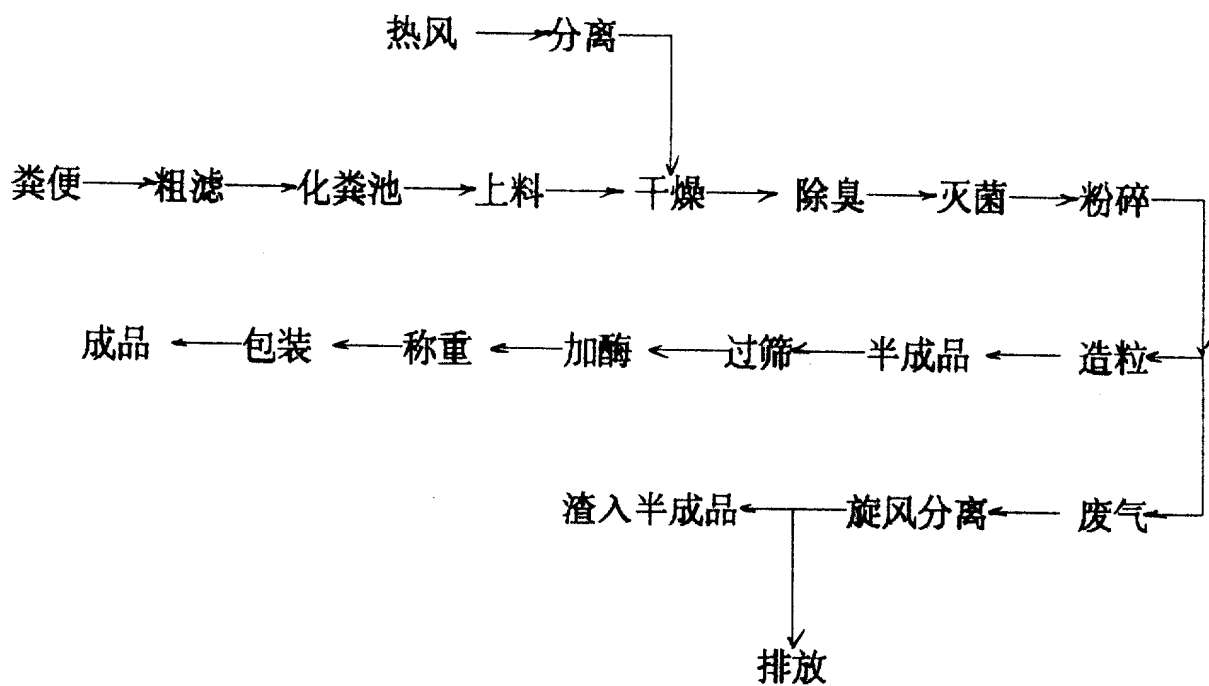 热风 分离
粪便 粗滤 化粪池 上料 干燥 除臭 灭菌 粉碎
成品 包装 称重 加酶 过筛 半成品 造粒
渣入半成品 旋风分离 废气
排放